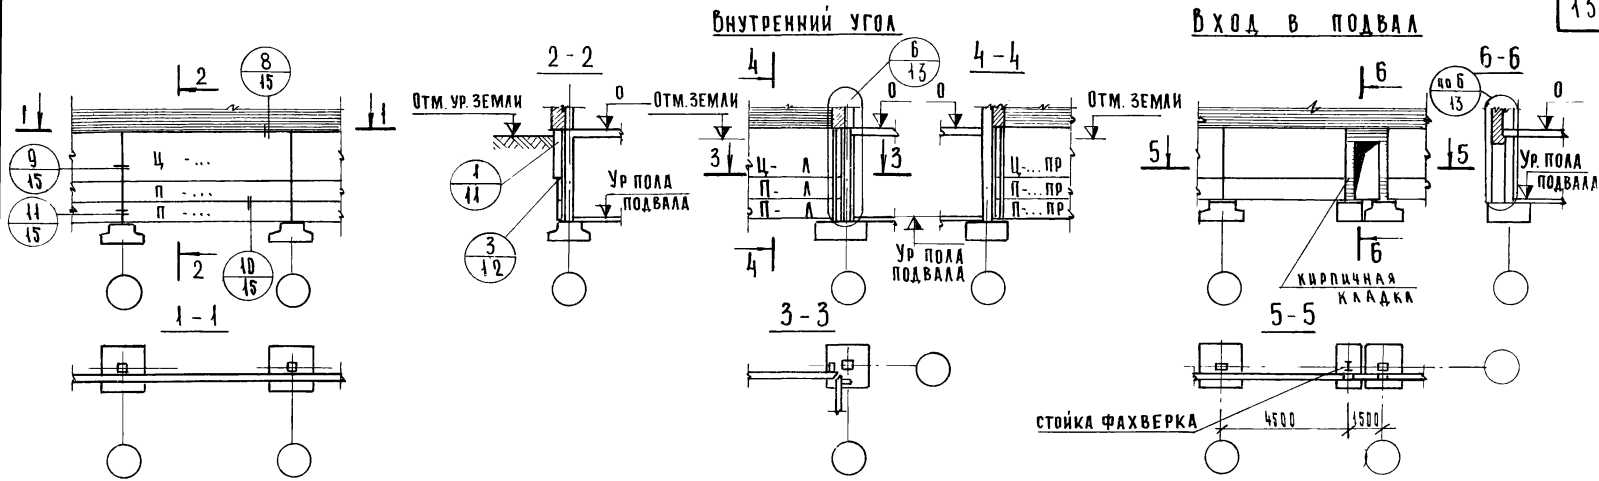 13
Внутренний угол
Вход в подвал
8
15
2
1
1
9
15
11
15
Ц -...
П -...
П -...
2
10
15
2-2
Отм. ур. земли
0
1
11
Ур пола
подвала
3
12
4
6
13
4-4
Отм. земли
0
0
Отм. земли
3
3
Ц- Л
П- Л
П- Л
Ц-... ПР
П-... ПР
П-... ПР
4
Ур пола
подвала
6
6-6
по 6
13
0
5
5
Ур. пола
подвала
6
кирпичная
кладка
1-1
3-3
5-5
стойка фахверка
4500
1500